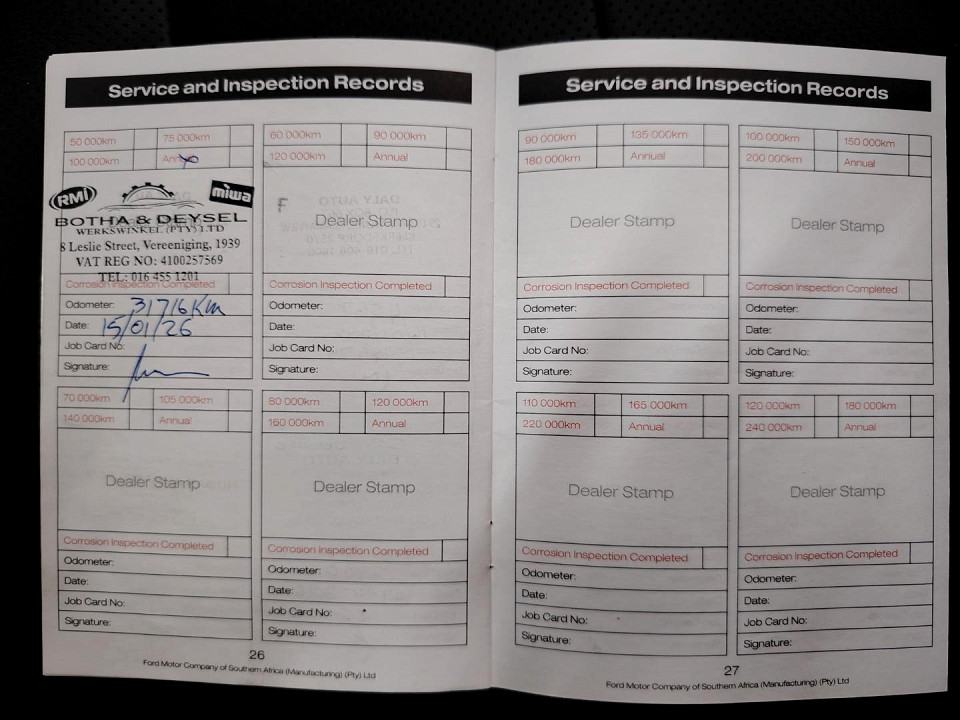 Service and Inspection Records
50 000km 75 000km
100 000km Annual
RMI miwa
BOTHA & DEYSEL
WERKSWINKEL (PTY) LTD
8 Leslie Street, Vereeniging, 1939
VAT REG NO: 4100257569
TEL: 016 455 1201
Corrosion Inspection Completed
Odometer: 31716 Km
Date: 15/01/26
Job Card No:
Signature:
60 000km 90 000km
120 000km Annual
Dealer Stamp
Corrosion Inspection Completed
Odometer:
Date:
Job Card No:
Signature:
70 000km 105 000km
140 000km Annual
Dealer Stamp
Corrosion Inspection Completed
Odometer:
Date:
Job Card No:
Signature:
80 000km 120 000km
160 000km Annual
Dealer Stamp
Corrosion Inspection Completed
Odometer:
Date:
Job Card No:
Signature:
26
Ford Motor Company of Southern Africa (Manufacturing) (Pty) Ltd
Service and Inspection Records
90 000km 135 000km
180 000km Annual
Dealer Stamp
Corrosion Inspection Completed
Odometer:
Date:
Job Card No:
Signature:
100 000km 150 000km
200 000km Annual
Dealer Stamp
Corrosion Inspection Completed
Odometer:
Date:
Job Card No:
Signature:
110 000km 165 000km
220 000km Annual
Dealer Stamp
Corrosion Inspection Completed
Odometer:
Date:
Job Card No:
Signature:
120 000km 180 000km
240 000km Annual
Dealer Stamp
Corrosion Inspection Completed
Odometer:
Date:
Job Card No:
Signature:
27
Ford Motor Company of Southern Africa (Manufacturing) (Pty) Ltd